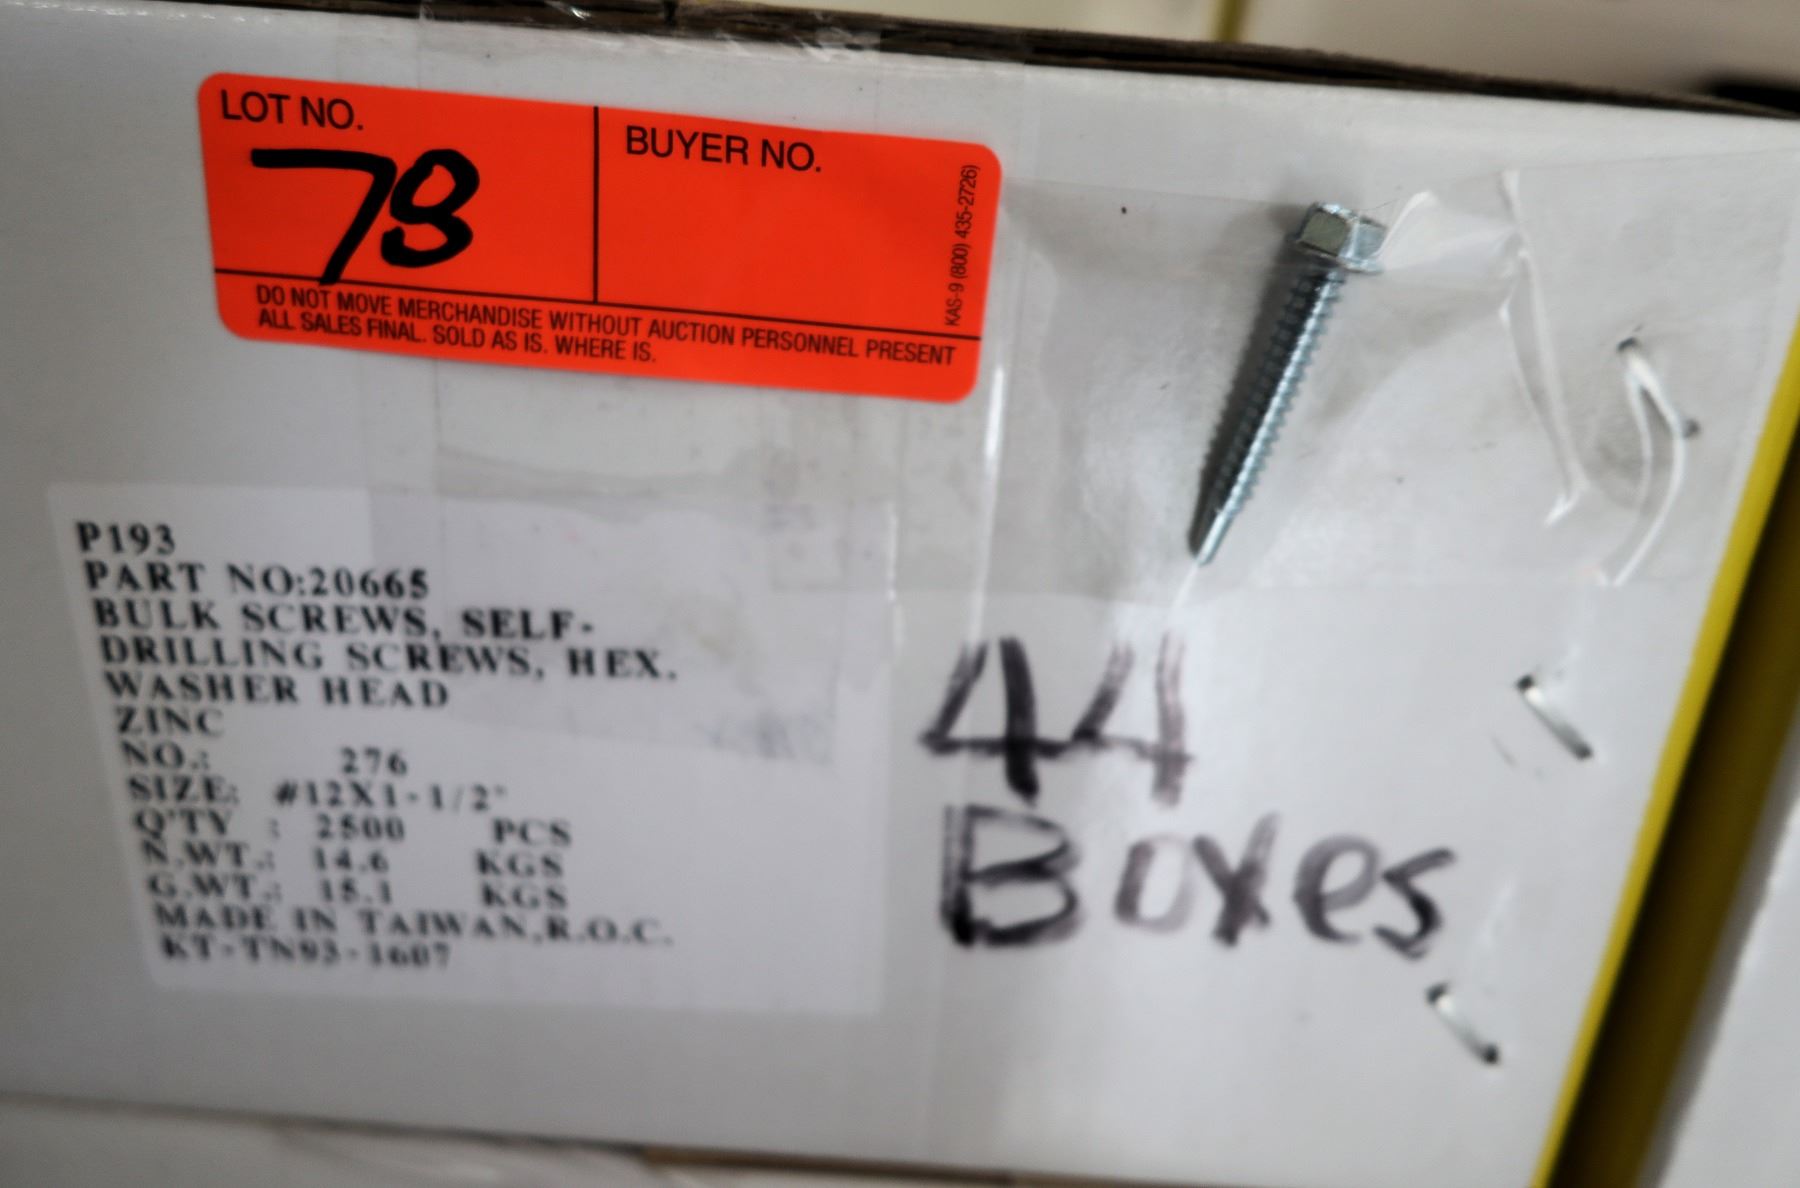 LOT NO.
78
BUYER NO.
KAS-9 (800) 435-2726)
DO NOT MOVE MERCHANDISE WITHOUT AUCTION PERSONNEL PRESENT
ALL SALES FINAL. SOLD AS IS. WHERE IS.
P193
PART NO:20665
BULK SCREWS, SELF-
DRILLING SCREWS, HEX.
WASHER HEAD
ZINC
NO.: 276
SIZE: #12X1-1/2"
Q'TY : 2500 PCS
N.WT.: 14.6 KGS
G.WT.: 15.1 KGS
MADE IN TAIWAN,R.O.C.
KT-TN93-1607
44
Boxes